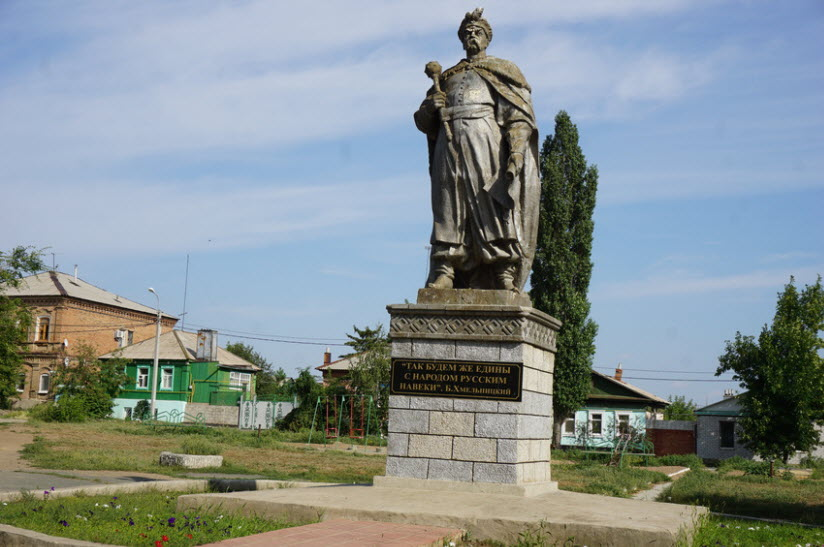 "ТАК БУДЕМ ЖЕ ЕДИНЫ
С НАРОДОМ РУССКИМ
НАВЕКИ". Б.ХМЕЛЬНИЦКИЙ